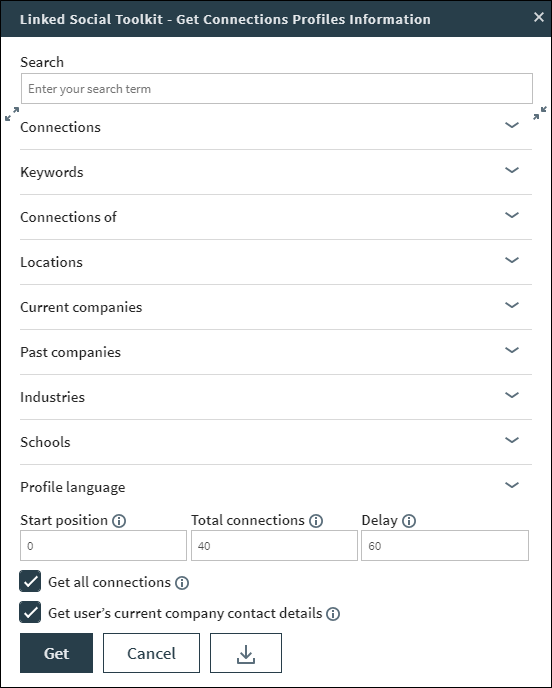 Linked Social Toolkit - Get Connections Profiles Information
Search
Enter your search term
Connections
Keywords
Connections of
Locations
Current companies
Past companies
Industries
Schools
Profile language
Start position Total connections Delay
0 40 60
Get all connections
Get user's current company contact details
Get Cancel